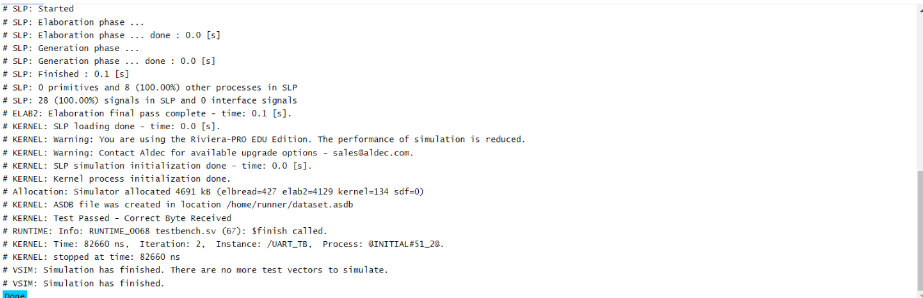 # SLP: Started
# SLP: Elaboration phase ...
# SLP: Elaboration phase ... done : 0.0 [s]
# SLP: Generation phase ...
# SLP: Generation phase ... done : 0.0 [s]
# SLP: Finished : 0.1 [s]
# SLP: 0 primitives and 8 (100.00%) other processes in SLP
# SLP: 28 (100.00%) signals in SLP and 0 interface signals
# ELAB2: Elaboration final pass complete - time: 0.1 [s].
# KERNEL: SLP loading done - time: 0.0 [s].
# KERNEL: Warning: You are using the Riviera-PRO EDU Edition. The performance of simulation is reduced.
# KERNEL: Warning: Contact Aldec for available upgrade options - sales@aldec.com.
# KERNEL: SLP simulation initialization done - time: 0.0 [s].
# KERNEL: Kernel process initialization done.
# Allocation: Simulator allocated 4691 kB (elbread=427 elab2=4129 kernel=134 sdf=0)
# KERNEL: ASDB file was created in location /home/runner/dataset.asdb
# KERNEL: Test Passed - Correct Byte Received
# RUNTIME: Info: RUNTIME_0068 testbench.sv (67): $finish called.
# KERNEL: Time: 82660 ns, Iteration: 2, Instance: /UART_TB, Process: @INITIAL#51_2@.
# KERNEL: stopped at time: 82660 ns
# VSIM: Simulation has finished. There are no more test vectors to simulate.
# VSIM: Simulation has finished.
Done